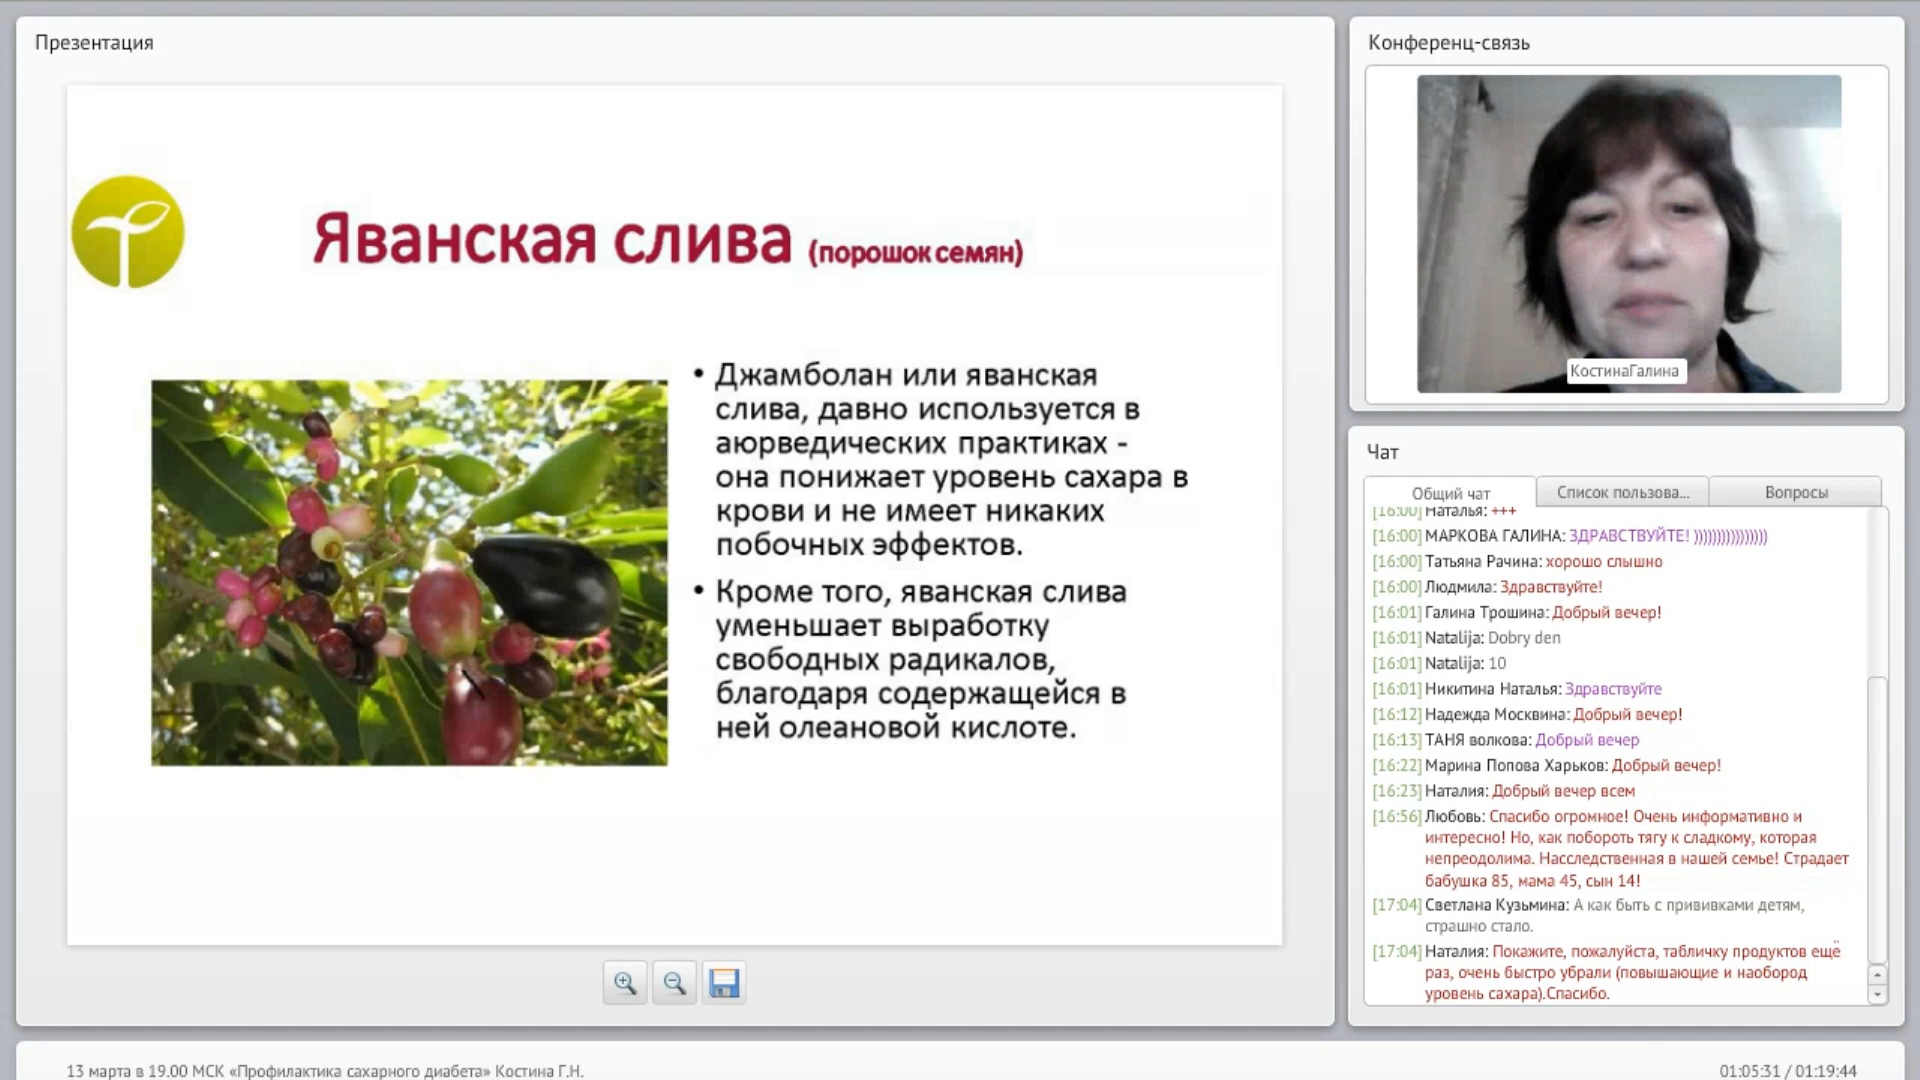 Презентация
Яванская слива (порошок семян)
• Джамболан или яванская
слива, давно используется в
аюрведических практиках -
она понижает уровень сахара в
крови и не имеет никаких
побочных эффектов.
• Кроме того, яванская слива
уменьшает выработку
свободных радикалов,
благодаря содержащейся в
ней олеановой кислоте.
Конференц-связь
КостинаГалина
Чат
Общий чат
Список пользова...
Вопросы
[16:00] Наталья: +++
[16:00] МАРКОВА ГАЛИНА: ЗДРАВСТВУЙТЕ! ))))))))))))))))
[16:00] Татьяна Рачина: хорошо слышно
[16:00] Людмила: Здравствуйте!
[16:01] Галина Трошина: Добрый вечер!
[16:01] Natalija: Dobry den
[16:01] Natalija: 10
[16:01] Никитина Наталья: Здравствуйте
[16:12] Надежда Москвина: Добрый вечер!
[16:13] ТАНЯ волкова: Добрый вечер
[16:22] Марина Попова Харьков: Добрый вечер!
[16:23] Наталия: Добрый вечер всем
[16:56] Любовь: Спасибо огромное! Очень информативно и
интересно! Но, как побороть тягу к сладкому, которая
непреодолима. Насследственная в нашей семье! Страдает
бабушка 85, мама 45, сын 14!
[17:04] Светлана Кузьмина: А как быть с прививками детям,
страшно стало.
[17:04] Наталия: Покажите, пожалуйста, табличку продуктов ещё
раз, очень быстро убрали (повышающие и наобород
уровень сахара).Спасибо.
13 марта в 19.00 МСК «Профилактика сахарного диабета» Костина Г.Н.
01:05:31 / 01:19:44